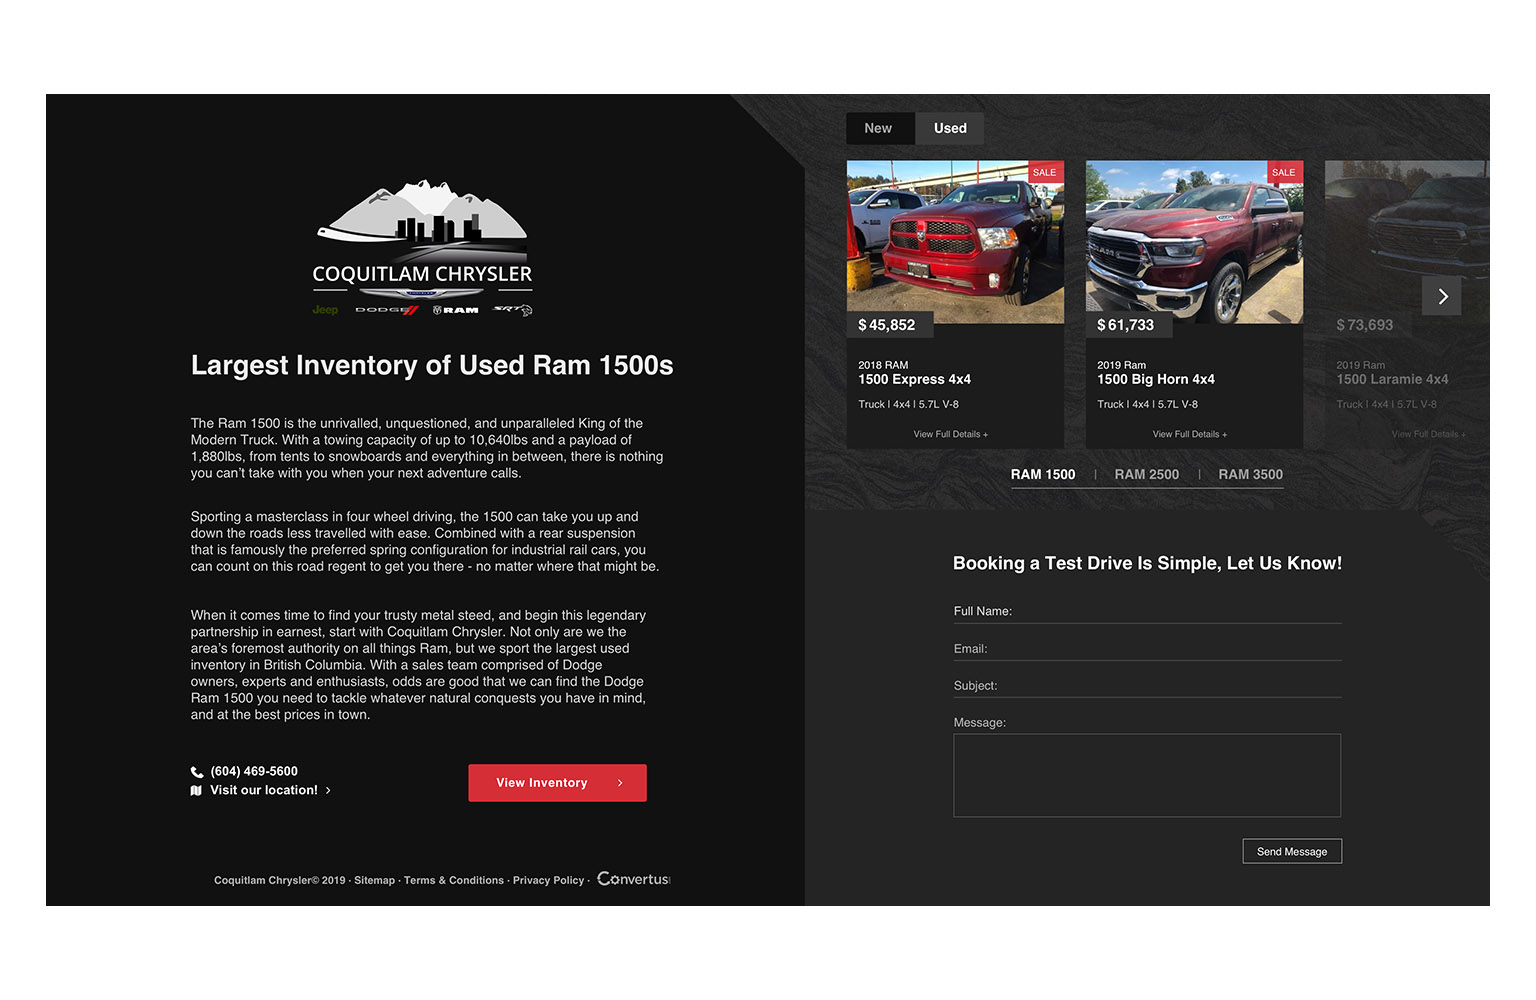 COQUITLAM CHRYSLER
Jeep DODGE RAM SRT
Largest Inventory of Used Ram 1500s
The Ram 1500 is the unrivalled, unquestioned, and unparalleled King of the
Modern Truck. With a towing capacity of up to 10,640lbs and a payload of
1,880lbs, from tents to snowboards and everything in between, there is nothing
you can’t take with you when your next adventure calls.
Sporting a masterclass in four wheel driving, the 1500 can take you up and
down the roads less travelled with ease. Combined with a rear suspension
that is famously the preferred spring configuration for industrial rail cars, you
can count on this road regent to get you there - no matter where that might be.
When it comes time to find your trusty metal steed, and begin this legendary
partnership in earnest, start with Coquitlam Chrysler. Not only are we the
area’s foremost authority on all things Ram, but we sport the largest used
inventory in British Columbia. With a sales team comprised of Dodge
owners, experts and enthusiasts, odds are good that we can find the Dodge
Ram 1500 you need to tackle whatever natural conquests you have in mind,
and at the best prices in town.
(604) 469-5600
Visit our location! >
View Inventory >
Coquitlam Chrysler© 2019 · Sitemap · Terms & Conditions · Privacy Policy · Convertus
New Used
SALE
$ 45,852
2018 RAM
1500 Express 4x4
Truck | 4x4 | 5.7L V-8
View Full Details +
SALE
RAM
$ 61,733
2019 Ram
1500 Big Horn 4x4
Truck | 4x4 | 5.7L V-8
View Full Details +
$ 73,693
2019 Ram
1500 Laramie 4x4
Truck | 4x4 | 5.7L V-8
View Full Details +
RAM 1500 | RAM 2500 | RAM 3500
Booking a Test Drive Is Simple, Let Us Know!
Full Name:
Email:
Subject:
Message:
Send Message